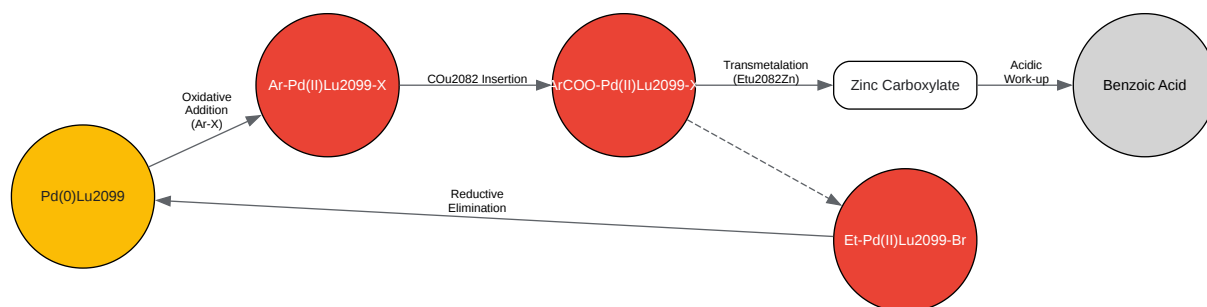 Oxidative
Addition
(Ar-X)
Pd(0)Lu2099
Ar-Pd(II)Lu2099-X
COu2082 Insertion
ArCOO-Pd(II)Lu2099-X
Transmetalation
(Etu2082Zn)
Zinc Carboxylate
Acidic
Work-up
Benzoic Acid
Reductive
Elimination
Et-Pd(II)Lu2099-Br